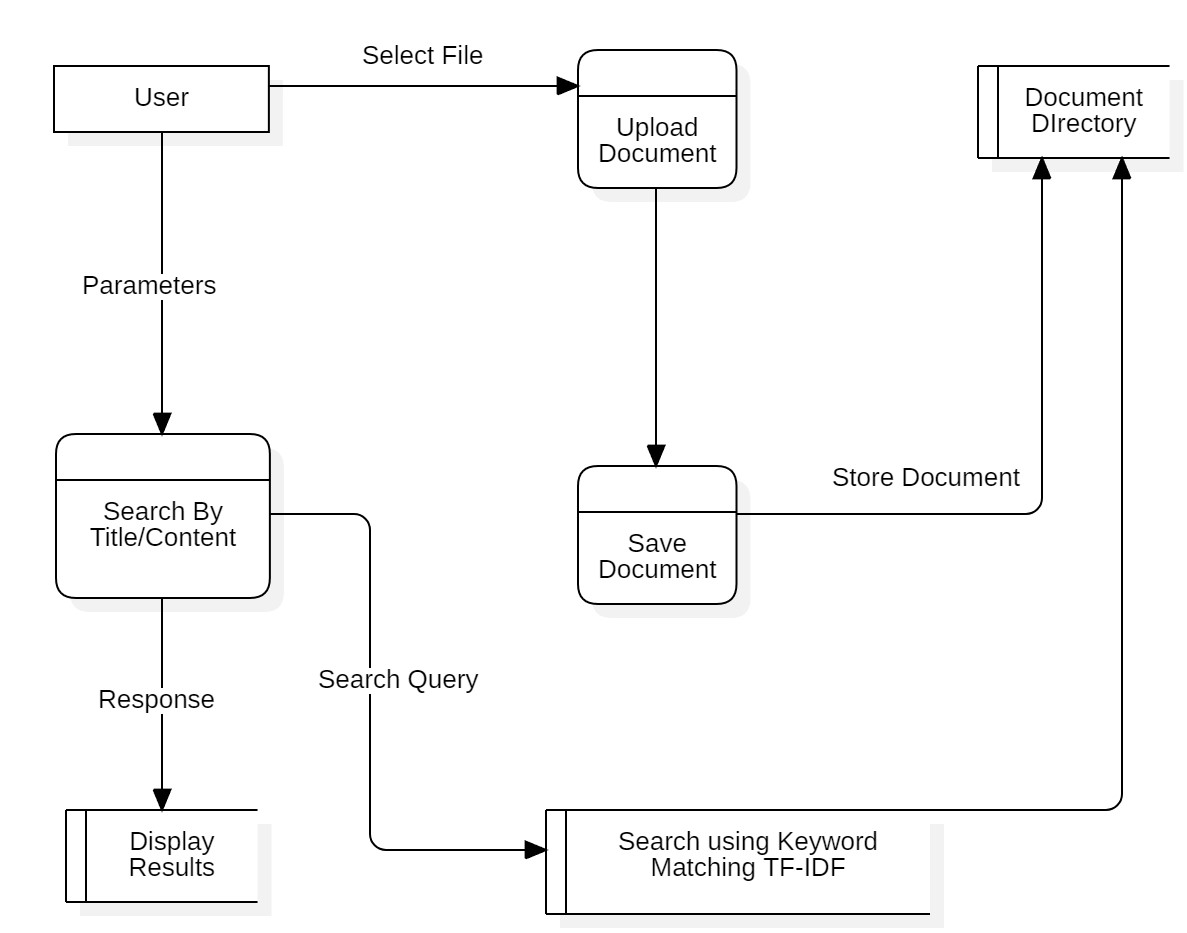 Select File
User
Upload
Document
Document
DIrectory
Parameters
Store Document
Search By
Title/Content
Save
Document
Search Query
Response
Display
Results
Search using Keyword
Matching TF-IDF